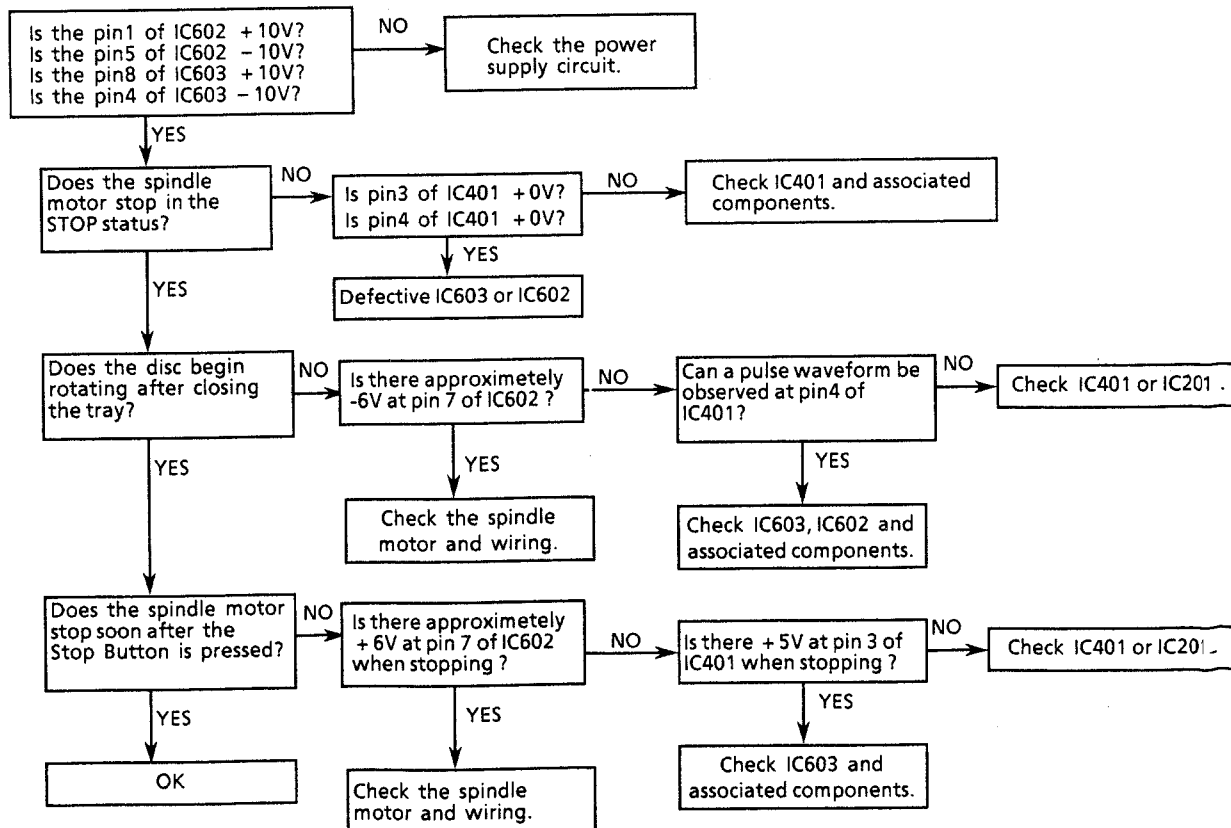 Is the pin1 of IC602 +10V?
Is the pin5 of IC602 −10V?
Is the pin8 of IC603 +10V?
Is the pin4 of IC603 −10V?
NO
Check the power
supply circuit.
YES
Does the spindle
motor stop in the
STOP status?
NO
Is pin3 of IC401 +0V?
Is pin4 of IC401 +0V?
NO
Check IC401 and associated
components.
YES
Defective IC603 or IC602
YES
Does the disc begin
rotating after closing
the tray?
NO
Is there approximetely
-6V at pin 7 of IC602 ?
NO
Can a pulse waveform be
observed at pin4 of
IC401?
NO
Check IC401 or IC201 .
YES
Check the spindle
motor and wiring.
YES
Check IC603, IC602 and
associated components.
YES
Does the spindle motor
stop soon after the
Stop Button is pressed?
NO
Is there approximetely
+6V at pin 7 of IC602
when stopping ?
NO
Is there +5V at pin 3 of
IC401 when stopping ?
NO
Check IC401 or IC201
YES
OK
YES
Check the spindle
motor and wiring.
YES
Check IC603 and
associated components.